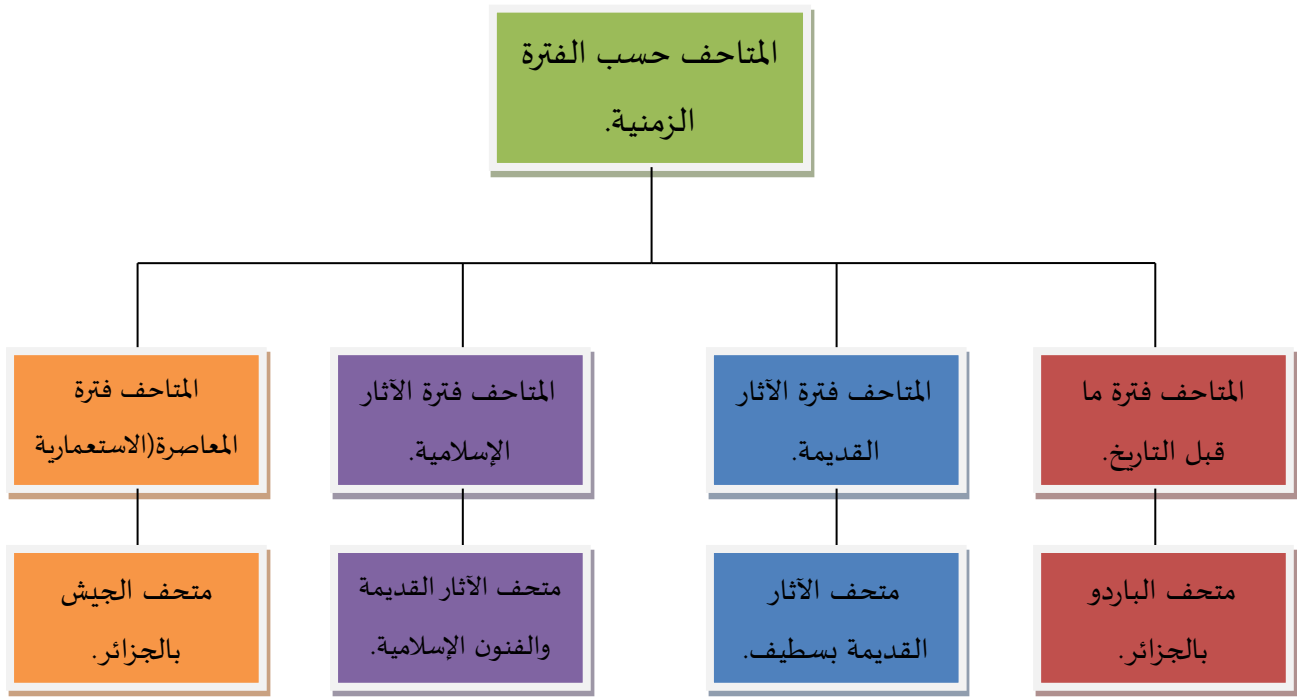 المتاحف حسب الفترة
الزمنية.
المتاحف فترة ما
قبل التاريخ.
المتاحف فترة الآثار
القديمة.
المتاحف فترة الآثار
الإسلامية.
المتاحف فترة
المعاصرة(الاستعمارية
متحف الباردو
بالجزائر.
متحف الآثار
القديمة بسطيف.
متحف الآثار القديمة
والفنون الإسلامية.
متحف الجيش
بالجزائر.